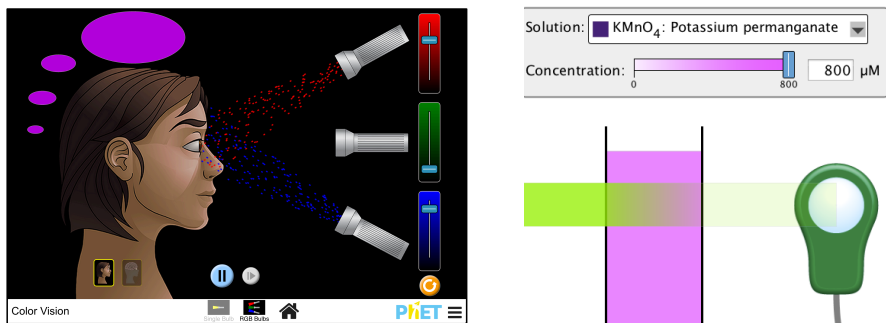 Color Vision
Single Bulb
RGB Bulbs
PhET
Solution:
KMnO₄: Potassium permanganate
Concentration:
0
800
800 μM